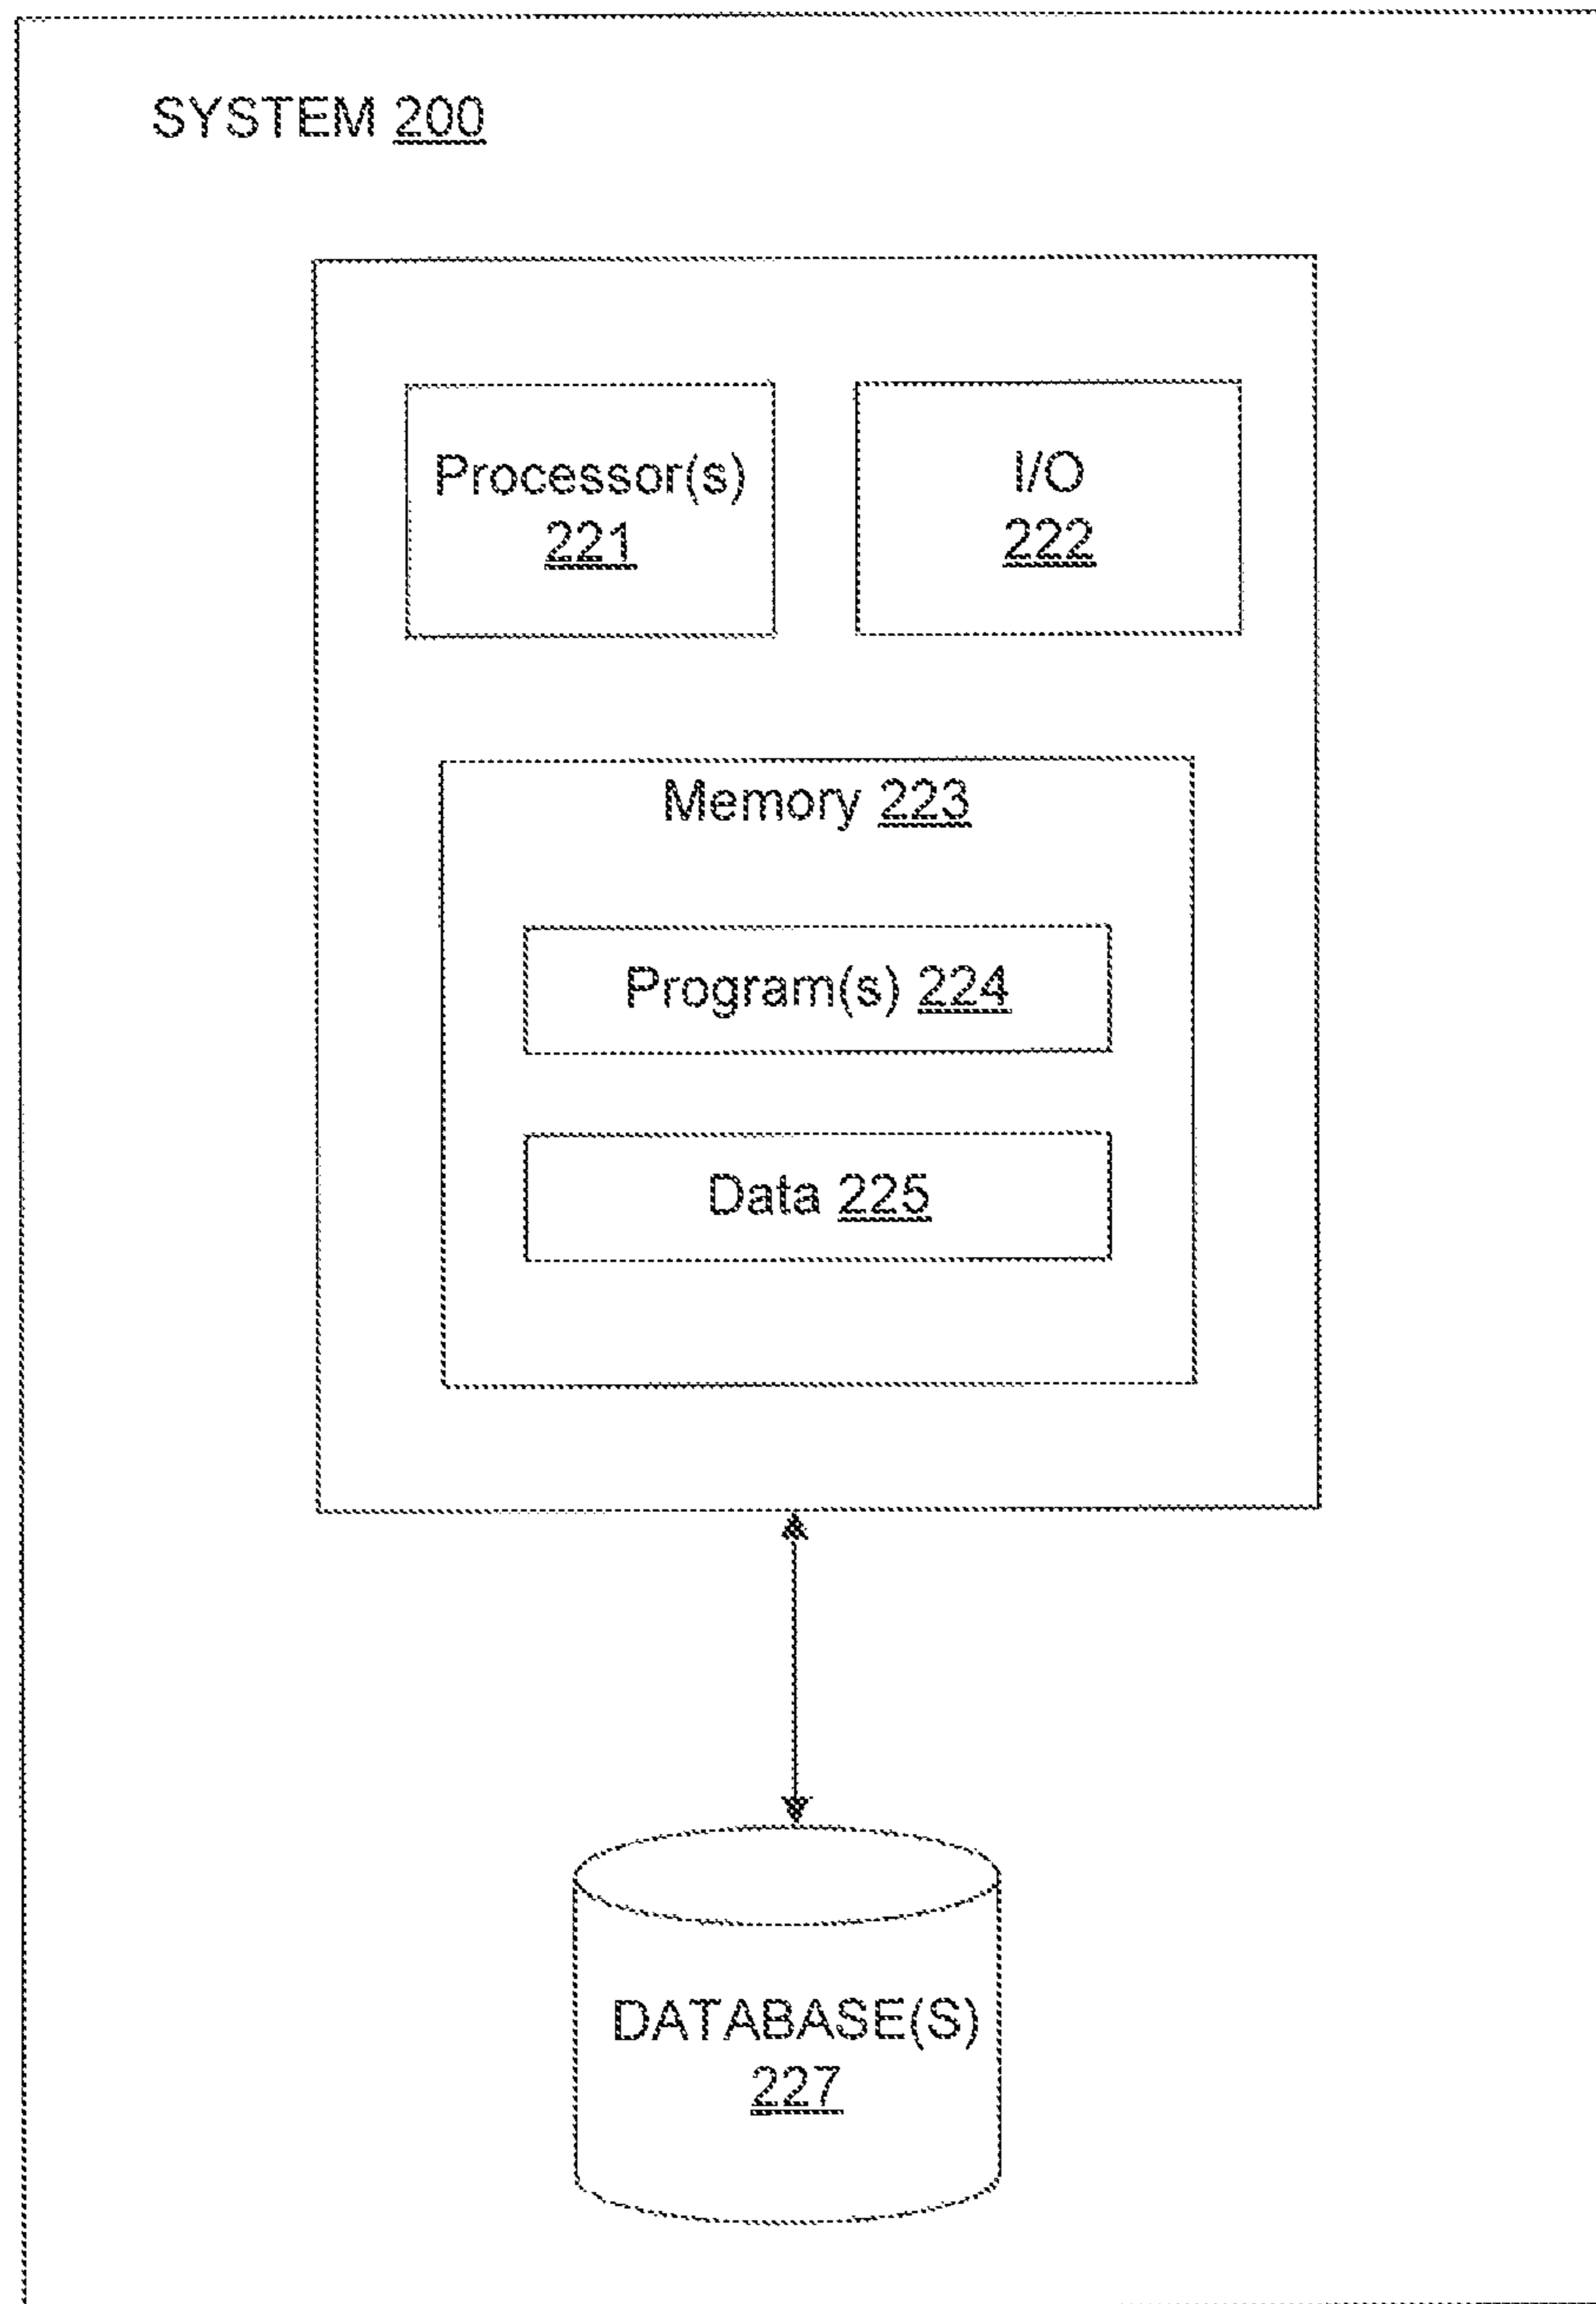 SYSTEM 200
Processor(s)
221
I/O
222
Memory 223
Program(s) 224
Data 225
DATABASE(S)
227